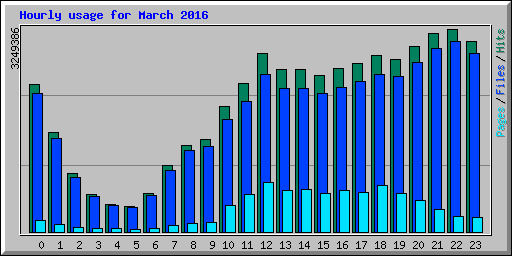 Hourly usage for March 2016
3249386
Pages/Files/Hits
0 1 2 3 4 5 6 7 8 9 10 11 12 13 14 15 16 17 18 19 20 21 22 23